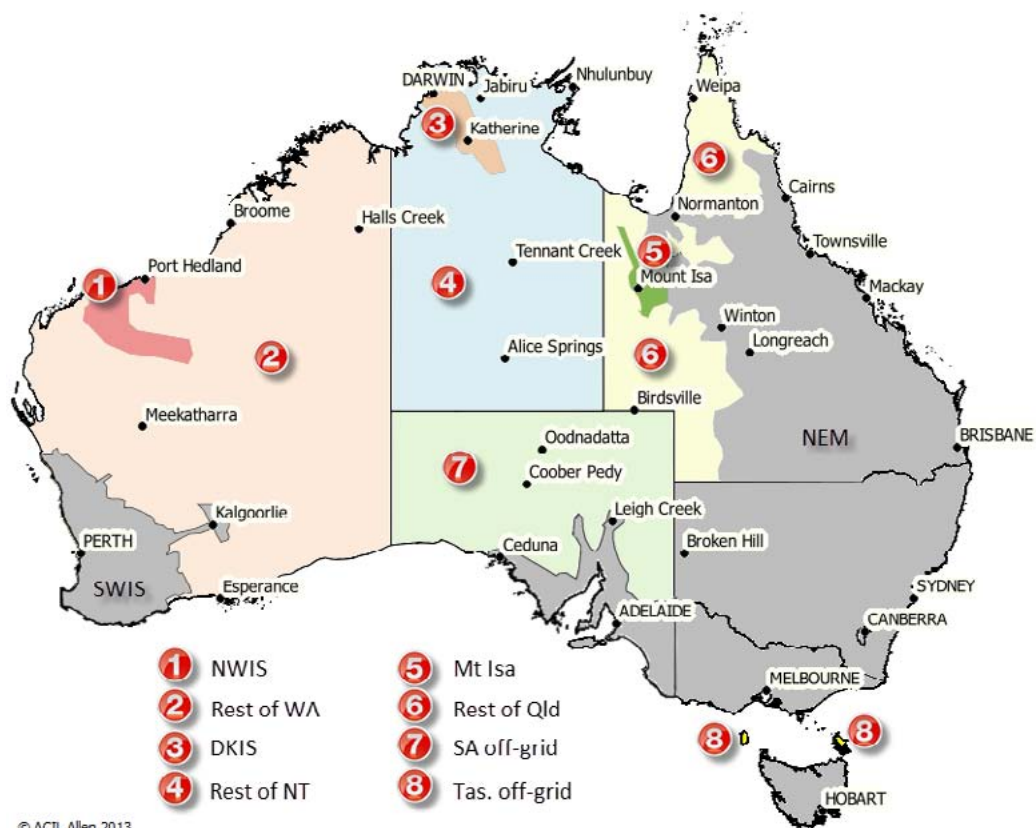 Nhulunbuy
DARWIN
Jabiru
Weipa
3
Katherine
6
Cairns
Broome
Halls Creek
Normanton
Townsville
1
Port Hedland
4
Tennant Creek
5
Mount Isa
Mackay
2
Alice Springs
6
Winton
Longreach
Meekatharra
Birdsville
NEM
BRISBANE
7
Oodnadatta
Coober Pedy
Leigh Creek
Kalgoorlie
PERTH
Ceduna
Broken Hill
SWIS
Esperance
SYDNEY
ADELAIDE
CANBERRA
MELBOURNE
8
8
HOBART
1 NWIS
2 Rest of WA
3 DKIS
4 Rest of NT
5 Mt Isa
6 Rest of Qld
7 SA off-grid
8 Tas. off-grid
© ACIL Allen 2013